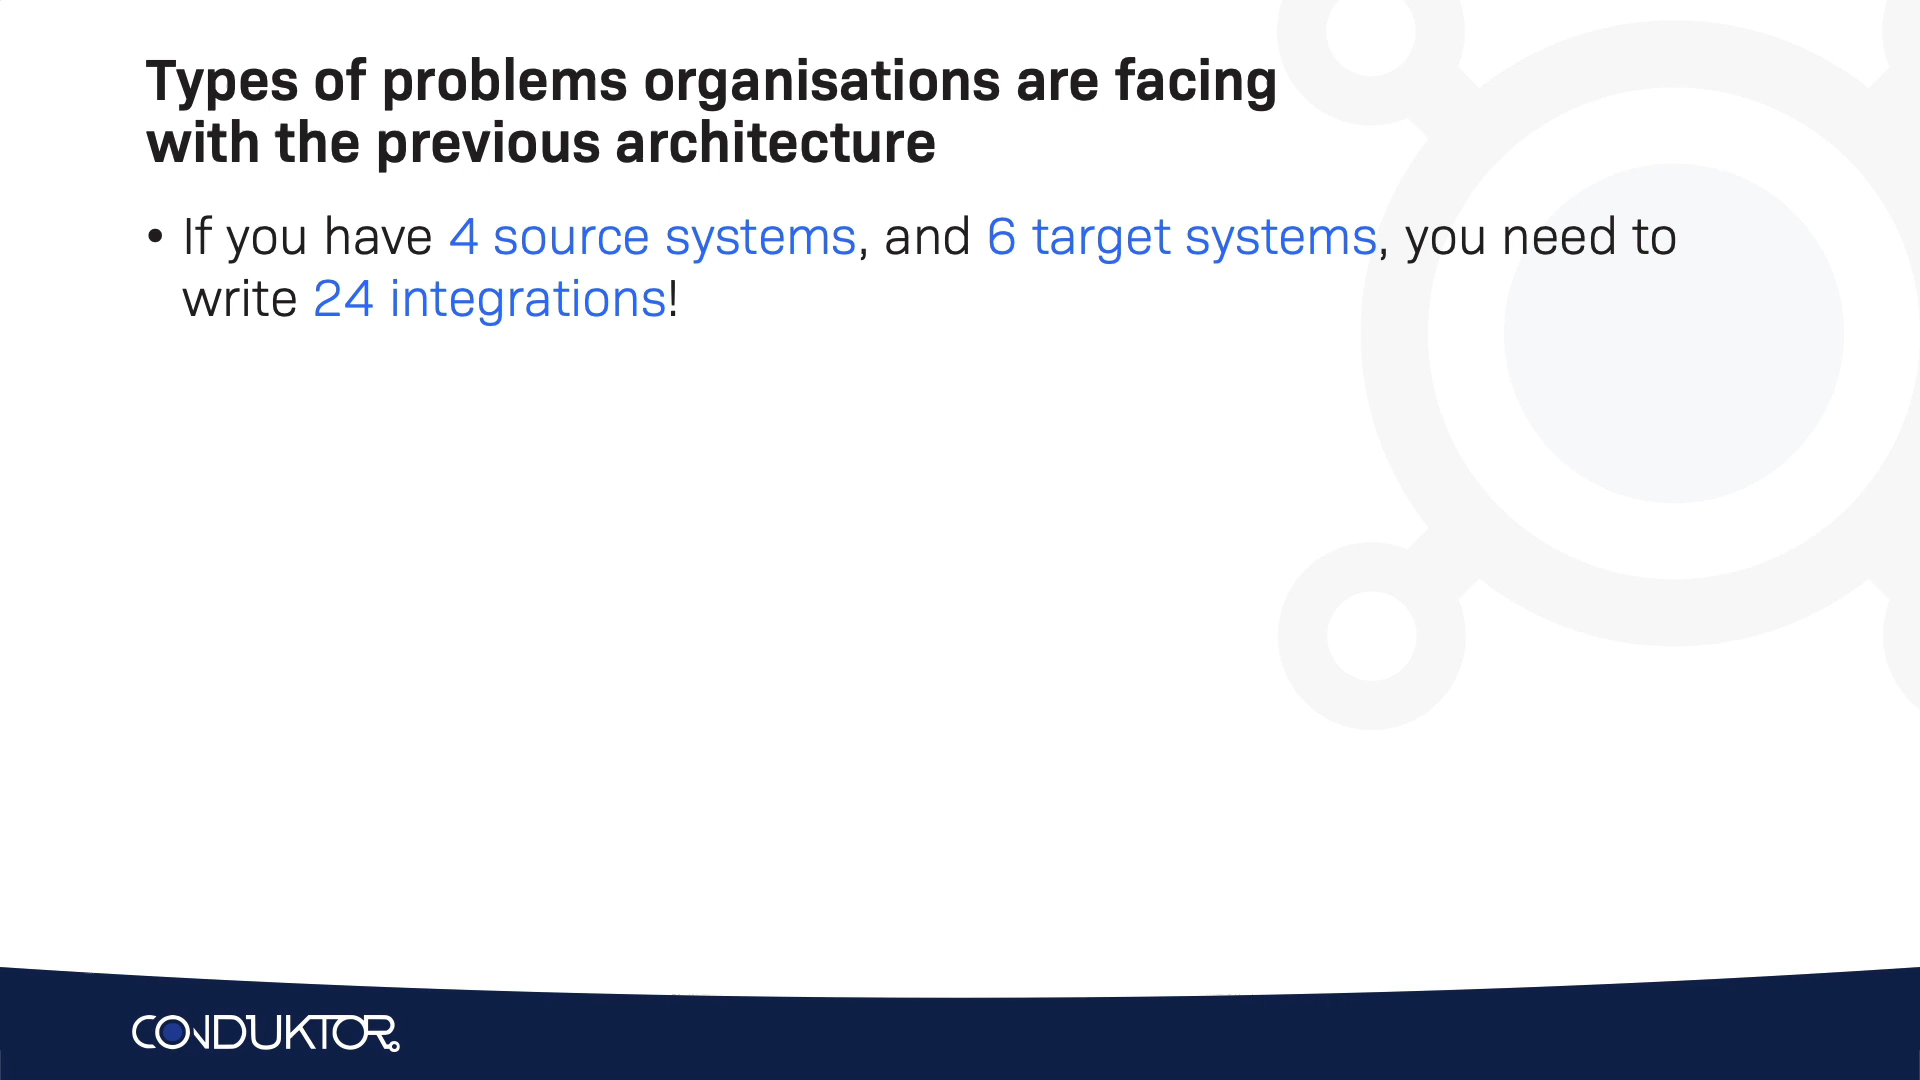 Types of problems organisations are facing
with the previous architecture
• If you have 4 source systems, and 6 target systems, you need to
write 24 integrations!
CONDUKTOR